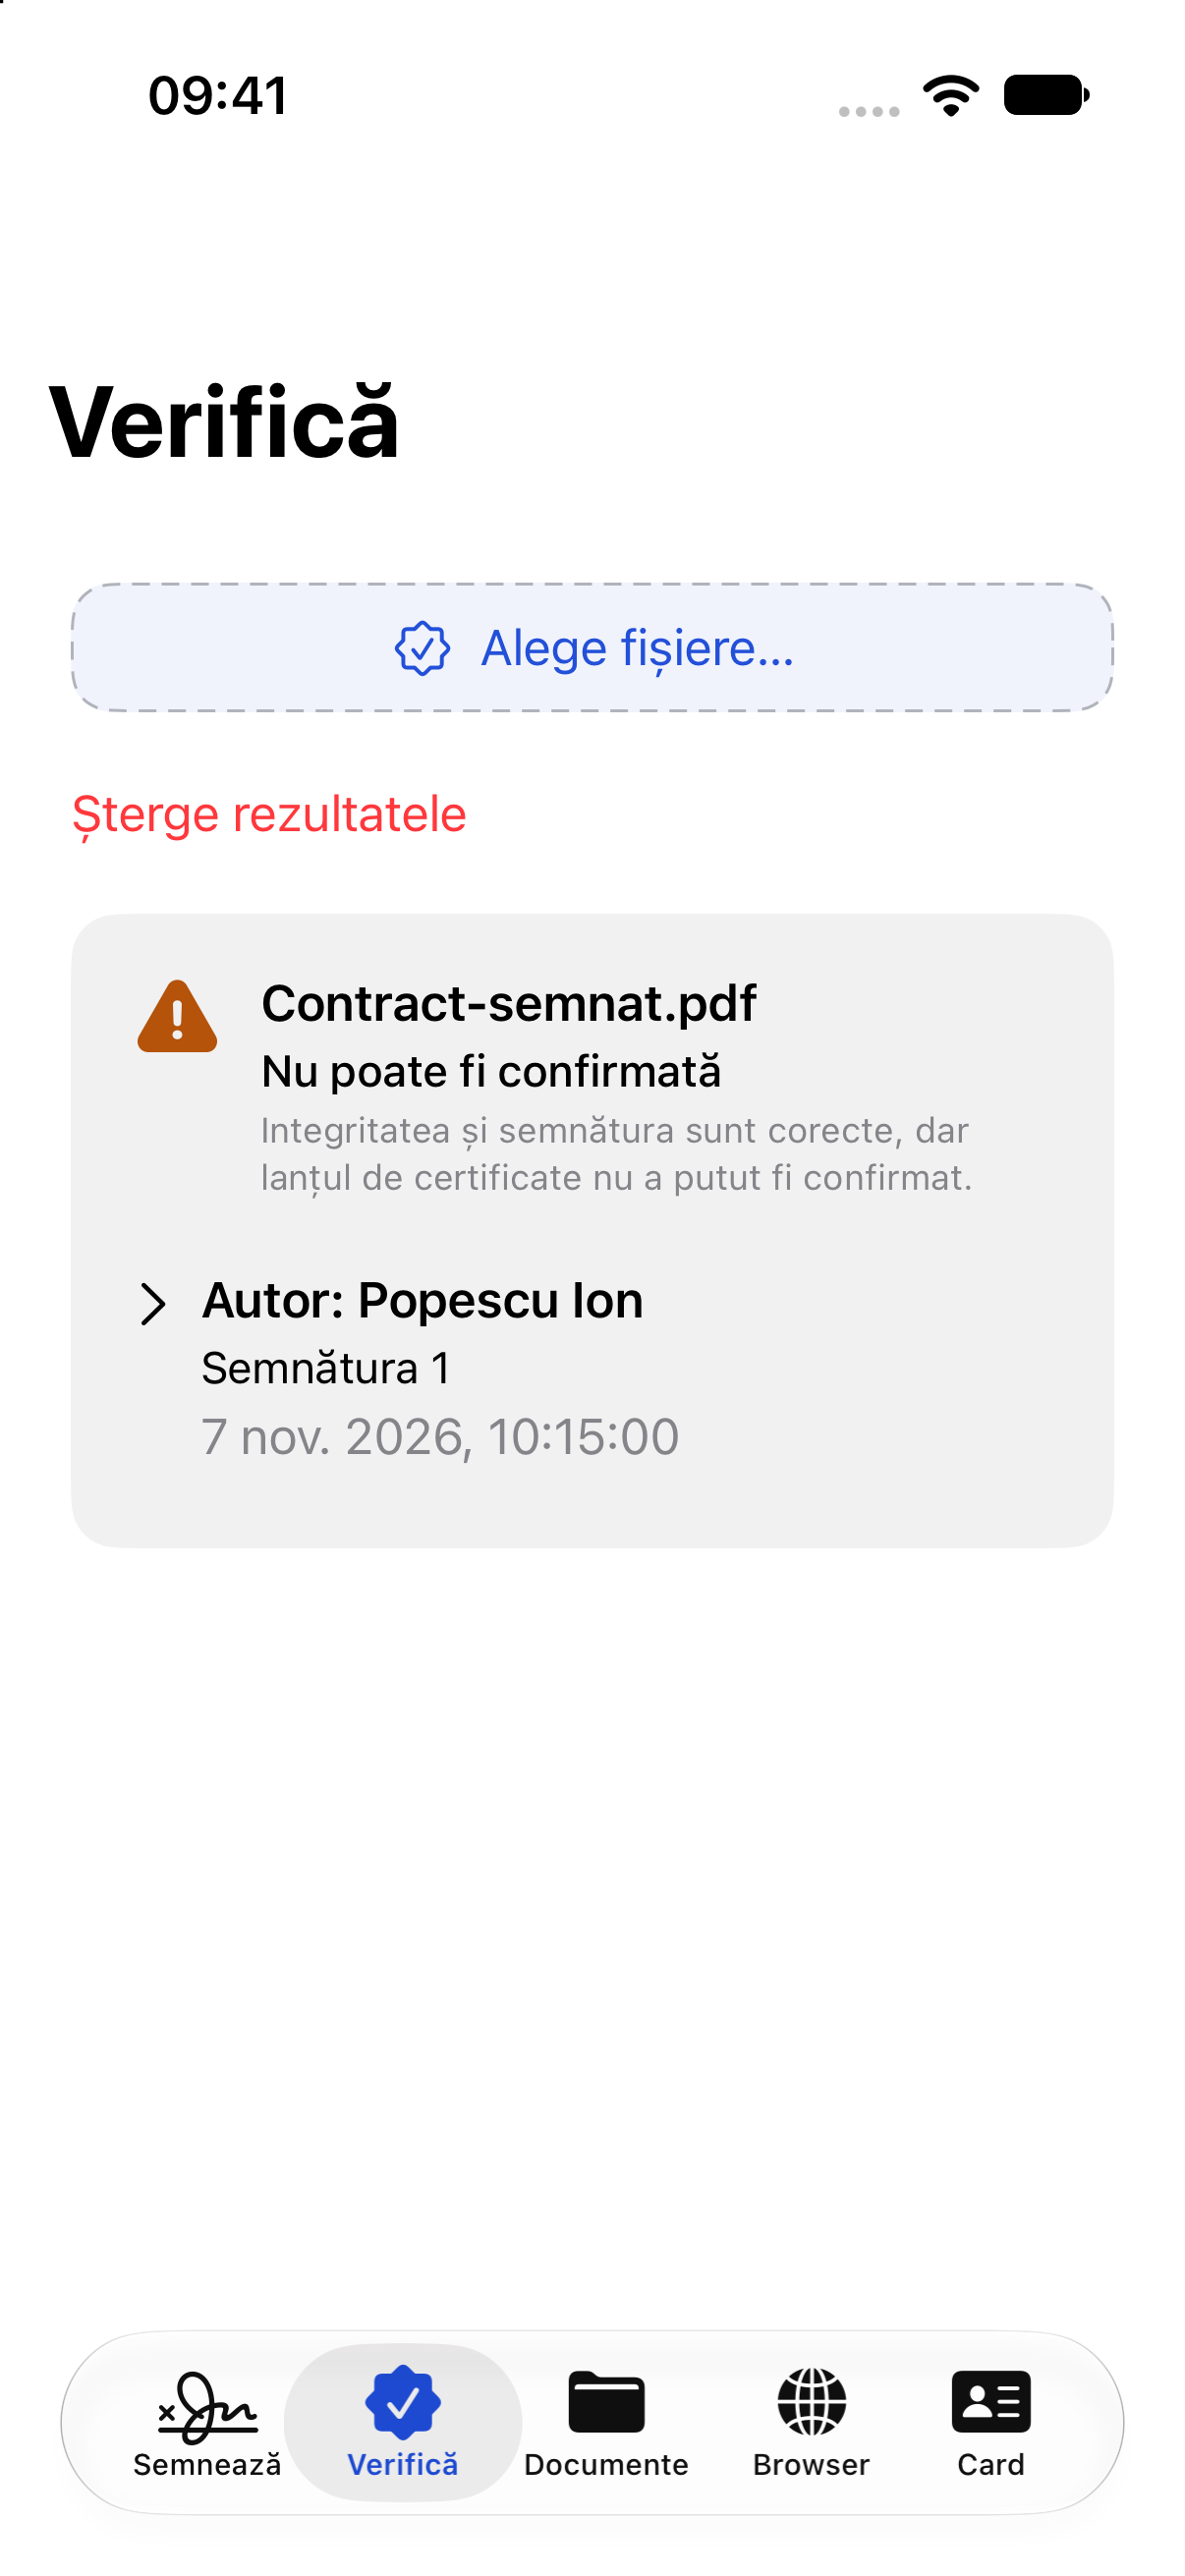 09:41
Verifică
Alege fișiere...
Șterge rezultatele
Contract-semnat.pdf
Nu poate fi confirmată
Integritatea și semnătura sunt corecte, dar
lanțul de certificate nu a putut fi confirmat.
Autor: Popescu Ion
Semnătura 1
7 nov. 2026, 10:15:00
Semnează
Verifică
Documente
Browser
Card